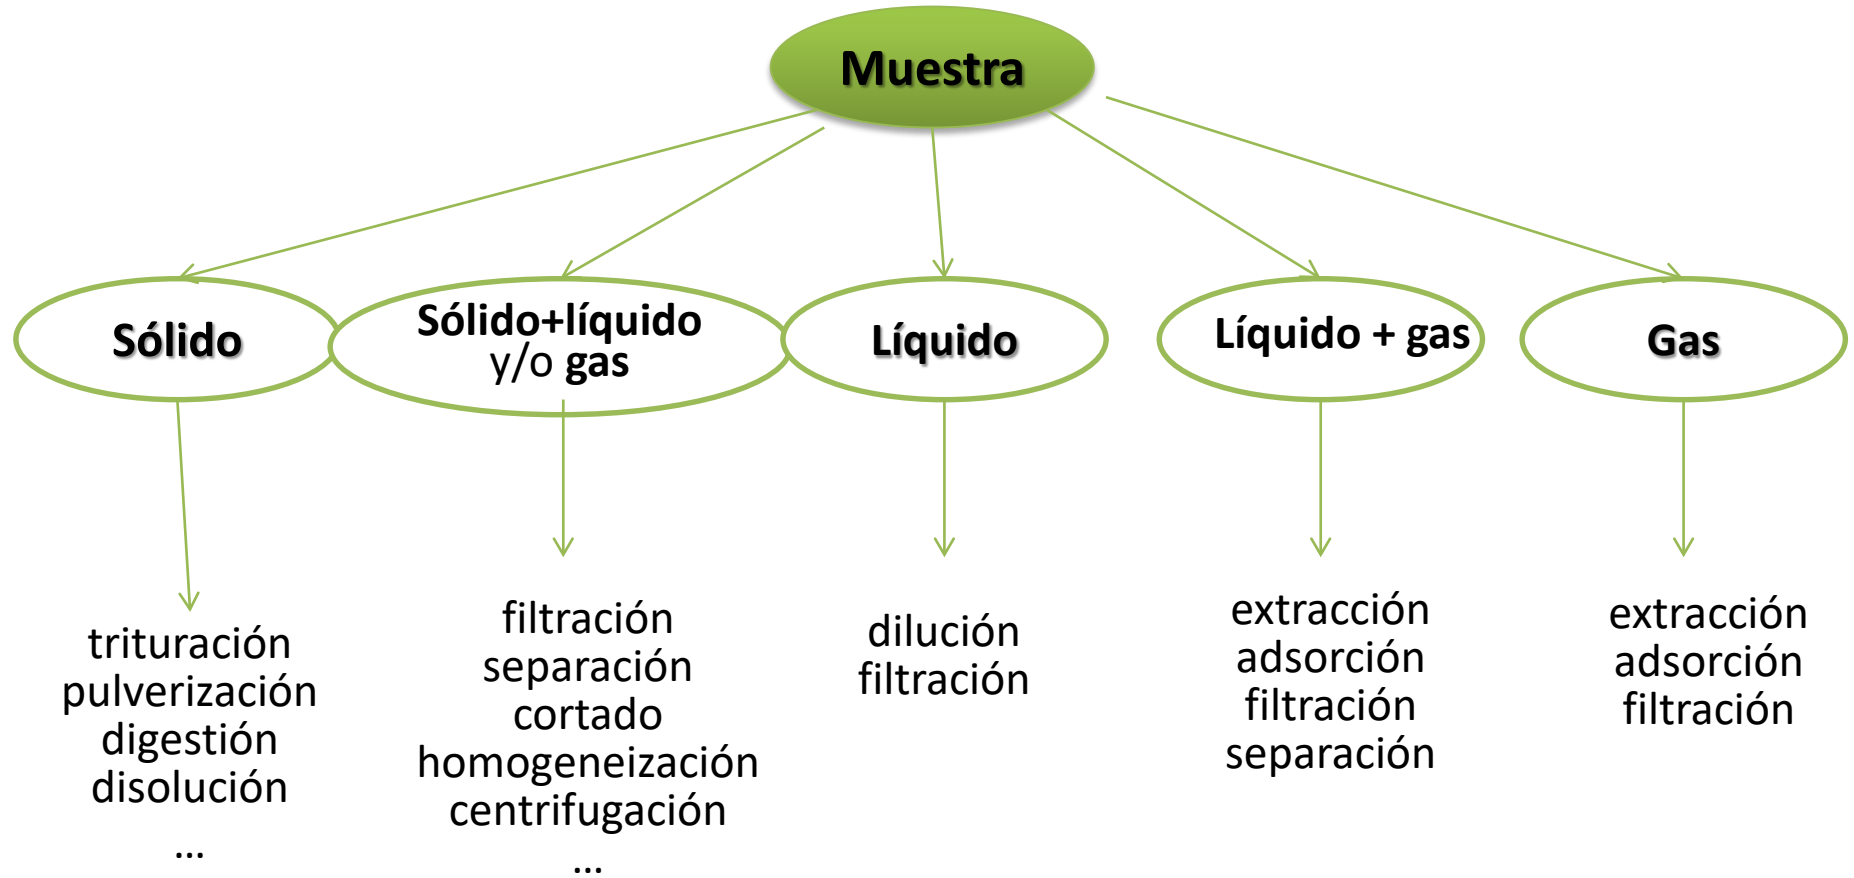 Muestra
Sólido
Sólido+líquido
y/o gas
Líquido
Líquido + gas
Gas
trituración
pulverización
digestión
disolución
...
filtración
separación
cortado
homogeneización
centrifugación
...
dilución
filtración
extracción
adsorción
filtración
separación
extracción
adsorción
filtración